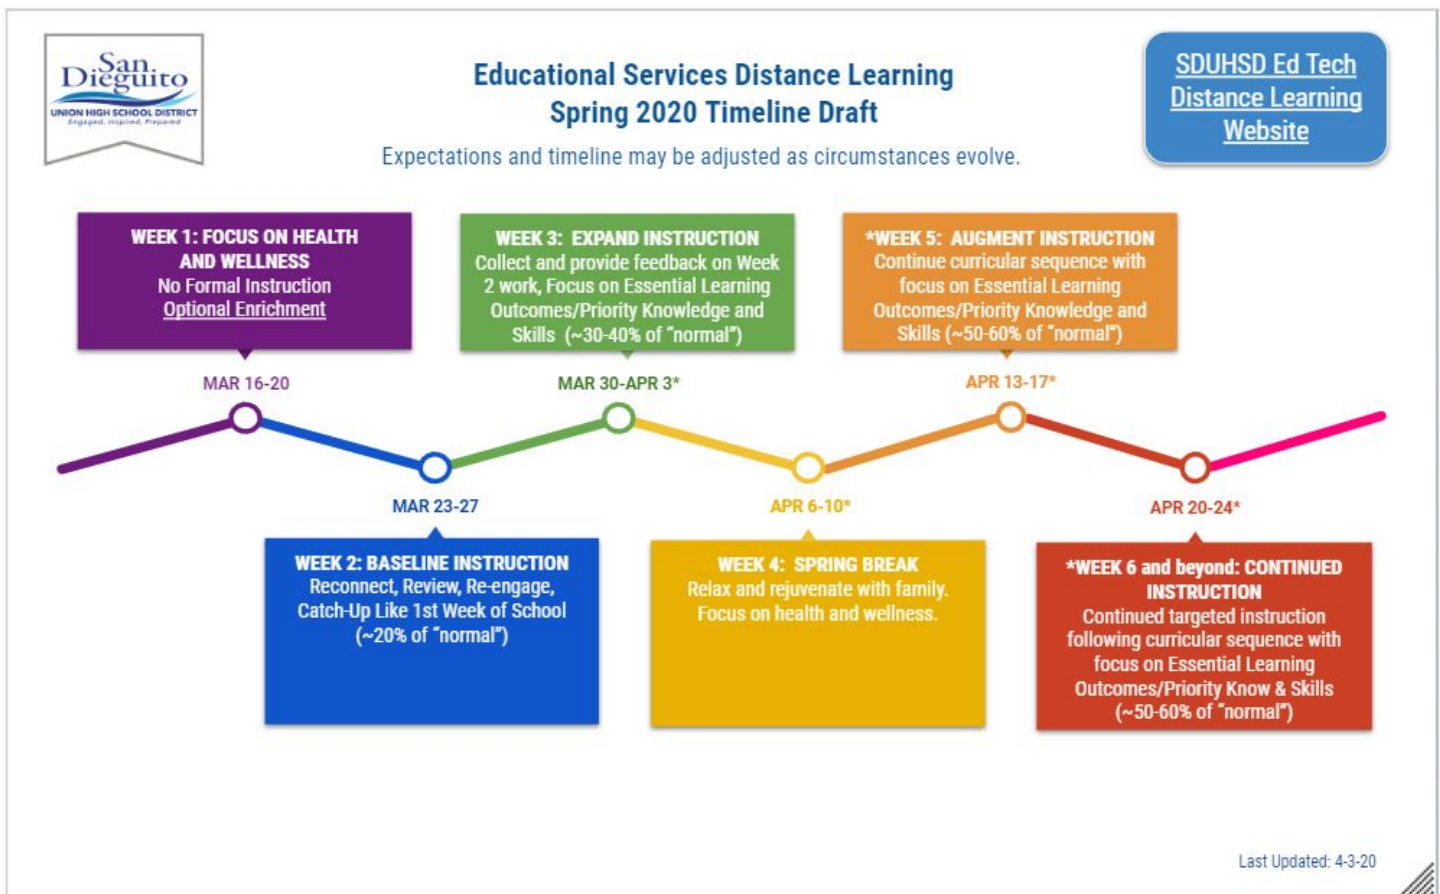 San
Dieguito
UNION HIGH SCHOOL DISTRICT
Engaged, Inspired, Prepared
Educational Services Distance Learning
Spring 2020 Timeline Draft
Expectations and timeline may be adjusted as circumstances evolve.
SDUHSD Ed Tech
Distance Learning
Website
WEEK 1: FOCUS ON HEALTH
AND WELLNESS
No Formal Instruction
Optional Enrichment
WEEK 3: EXPAND INSTRUCTION
Collect and provide feedback on Week
2 work, Focus on Essential Learning
Outcomes/Priority Knowledge and
Skills (~30-40% of “normal”)
*WEEK 5: AUGMENT INSTRUCTION
Continue curricular sequence with
focus on Essential Learning
Outcomes/Priority Knowledge and
Skills (~50-60% of “normal”)
MAR 16-20
MAR 30-APR 3*
APR 13-17*
MAR 23-27
APR 6-10*
APR 20-24*
WEEK 2: BASELINE INSTRUCTION
Reconnect, Review, Re-engage,
Catch-Up Like 1st Week of School
(~20% of “normal”)
WEEK 4: SPRING BREAK
Relax and rejuvenate with family.
Focus on health and wellness.
*WEEK 6 and beyond: CONTINUED
INSTRUCTION
Continued targeted instruction
following curricular sequence with
focus on Essential Learning
Outcomes/Priority Know & Skills
(~50-60% of “normal”)
Last Updated: 4-3-20